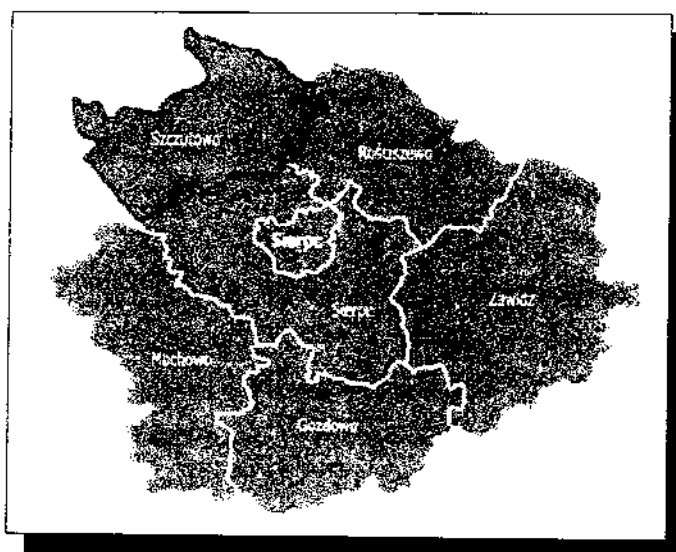 Szczutowo
Rościszewo
Sierpc
Zawidz
Sierpc
Mochowo
Gozdowo